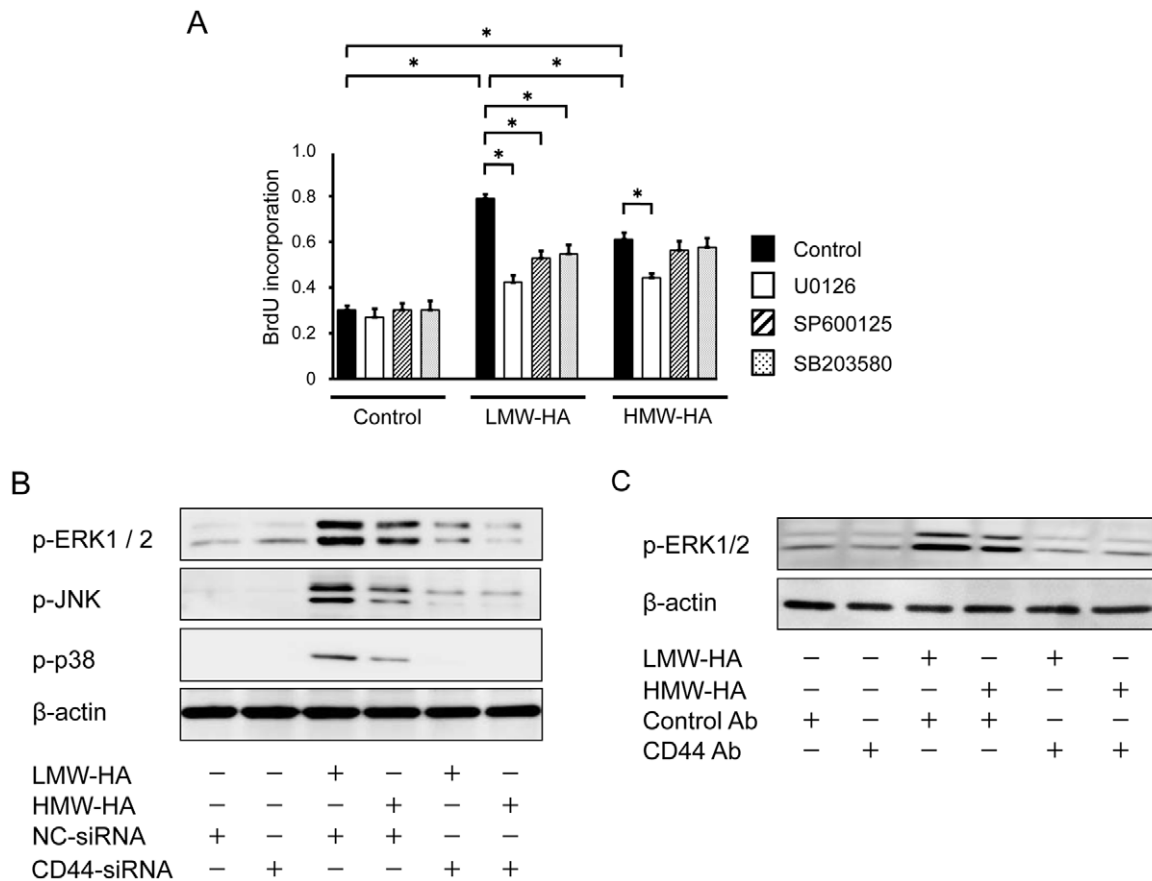 A
*
* *
*
*
*
*
1.0
0.8
0.6
0.4
0.2
0
BrdU incorporation
Control LMW-HA HMW-HA
Control
U0126
SP600125
SB203580
B
p-ERK1 / 2
p-JNK
p-p38
β-actin
LMW-HA − − + − + −
HMW-HA − − − + − +
NC-siRNA + − + + − −
CD44-siRNA − + − − + +
C
p-ERK1/2
β-actin
LMW-HA − − + − + −
HMW-HA − − − + − +
Control Ab + − + + − −
CD44 Ab − + − − + +